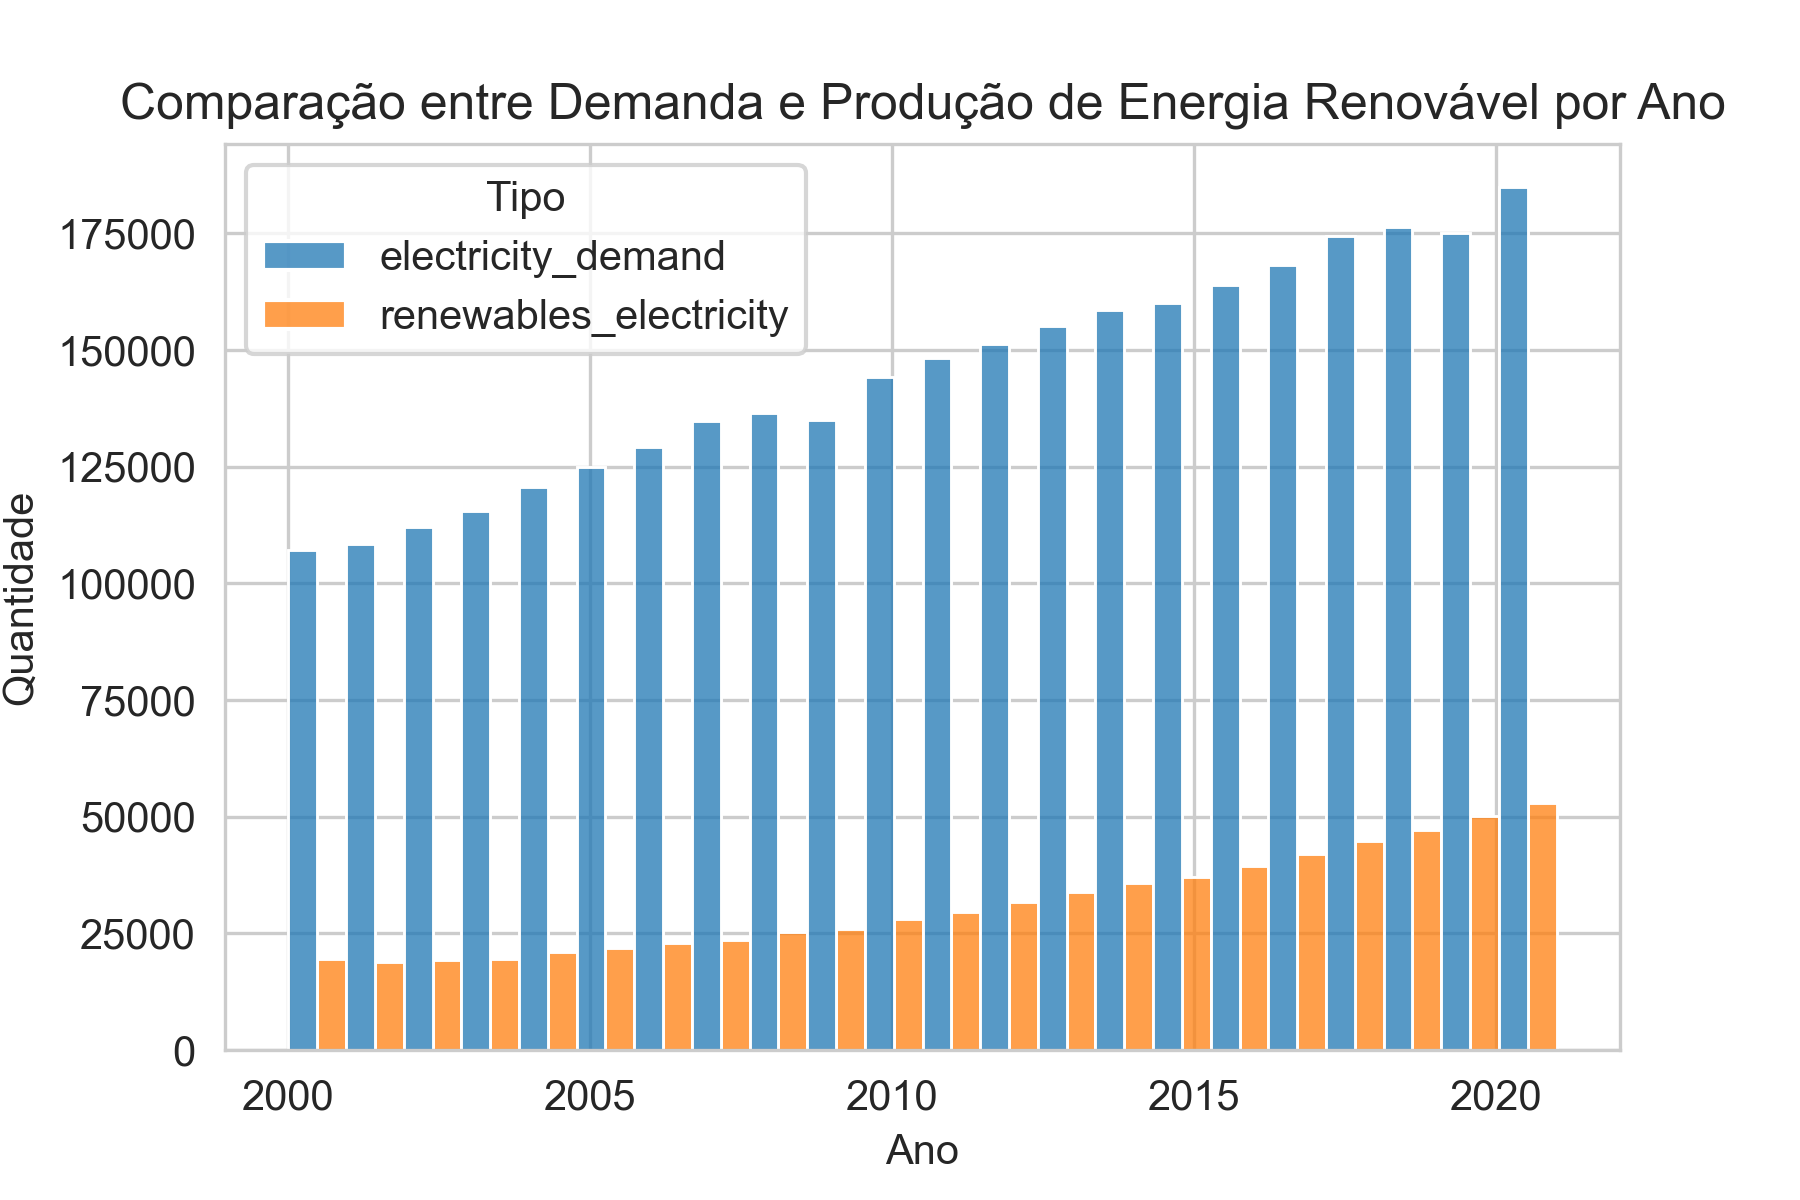 Comparação entre Demanda e Produção de Energia Renovável por Ano
Tipo
electricity_demand
renewables_electricity
Quantidade
175000
150000
125000
100000
75000
50000
25000
0
2000 2005 2010 2015 2020
Ano